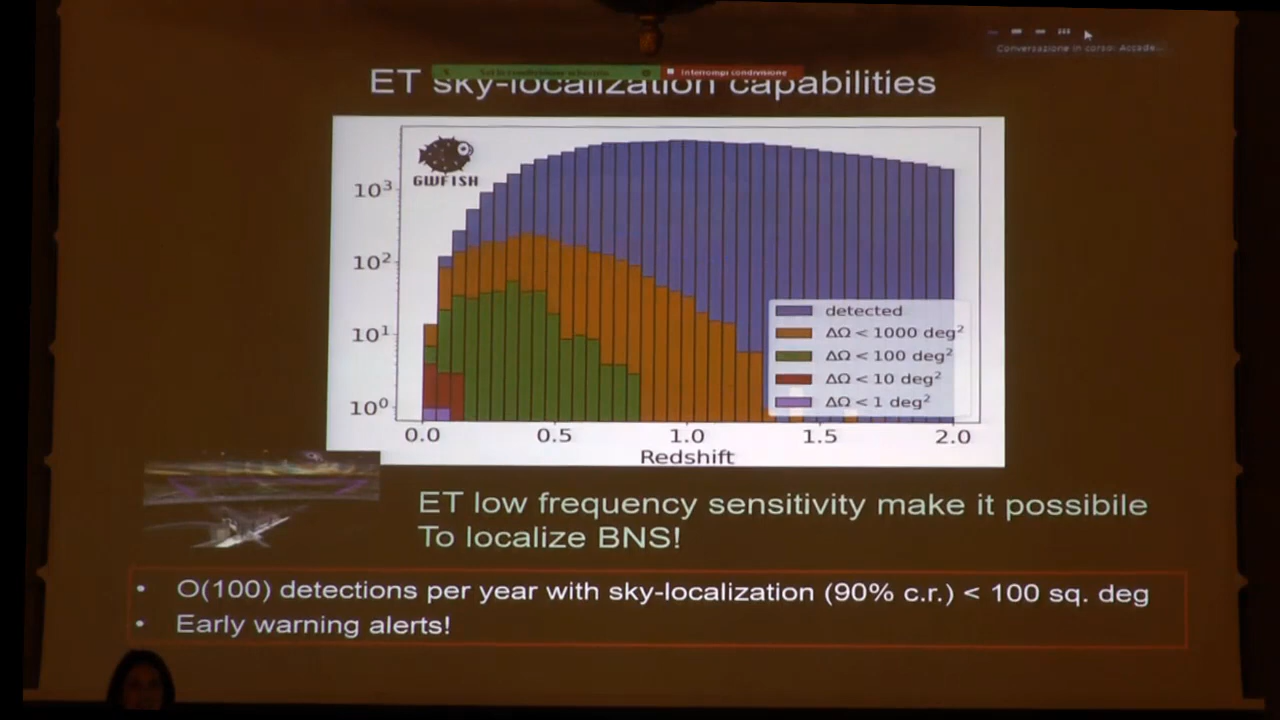 Conversazione in corso: Accade...
Interrompi condivisione
ET sky-localization capabilities
GWFISH
10³
10²
10¹
10⁰
detected
ΔΩ < 1000 deg²
ΔΩ < 100 deg²
ΔΩ < 10 deg²
ΔΩ < 1 deg²
0.0 0.5 1.0 1.5 2.0
Redshift
ET low frequency sensitivity make it possibile
To localize BNS!
• O(100) detections per year with sky-localization (90% c.r.) < 100 sq. deg
• Early warning alerts!